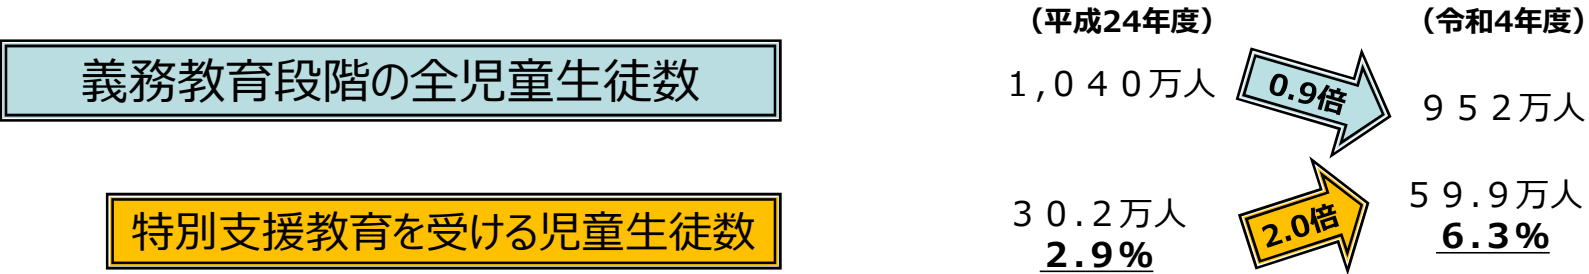 （平成24年度）
（令和4年度）
義務教育段階の全児童生徒数
１,０４０万人
0.9倍
９５２万人
特別支援教育を受ける児童生徒数
３０.２万人
2.9%
2.0倍
５９.９万人
6.3%